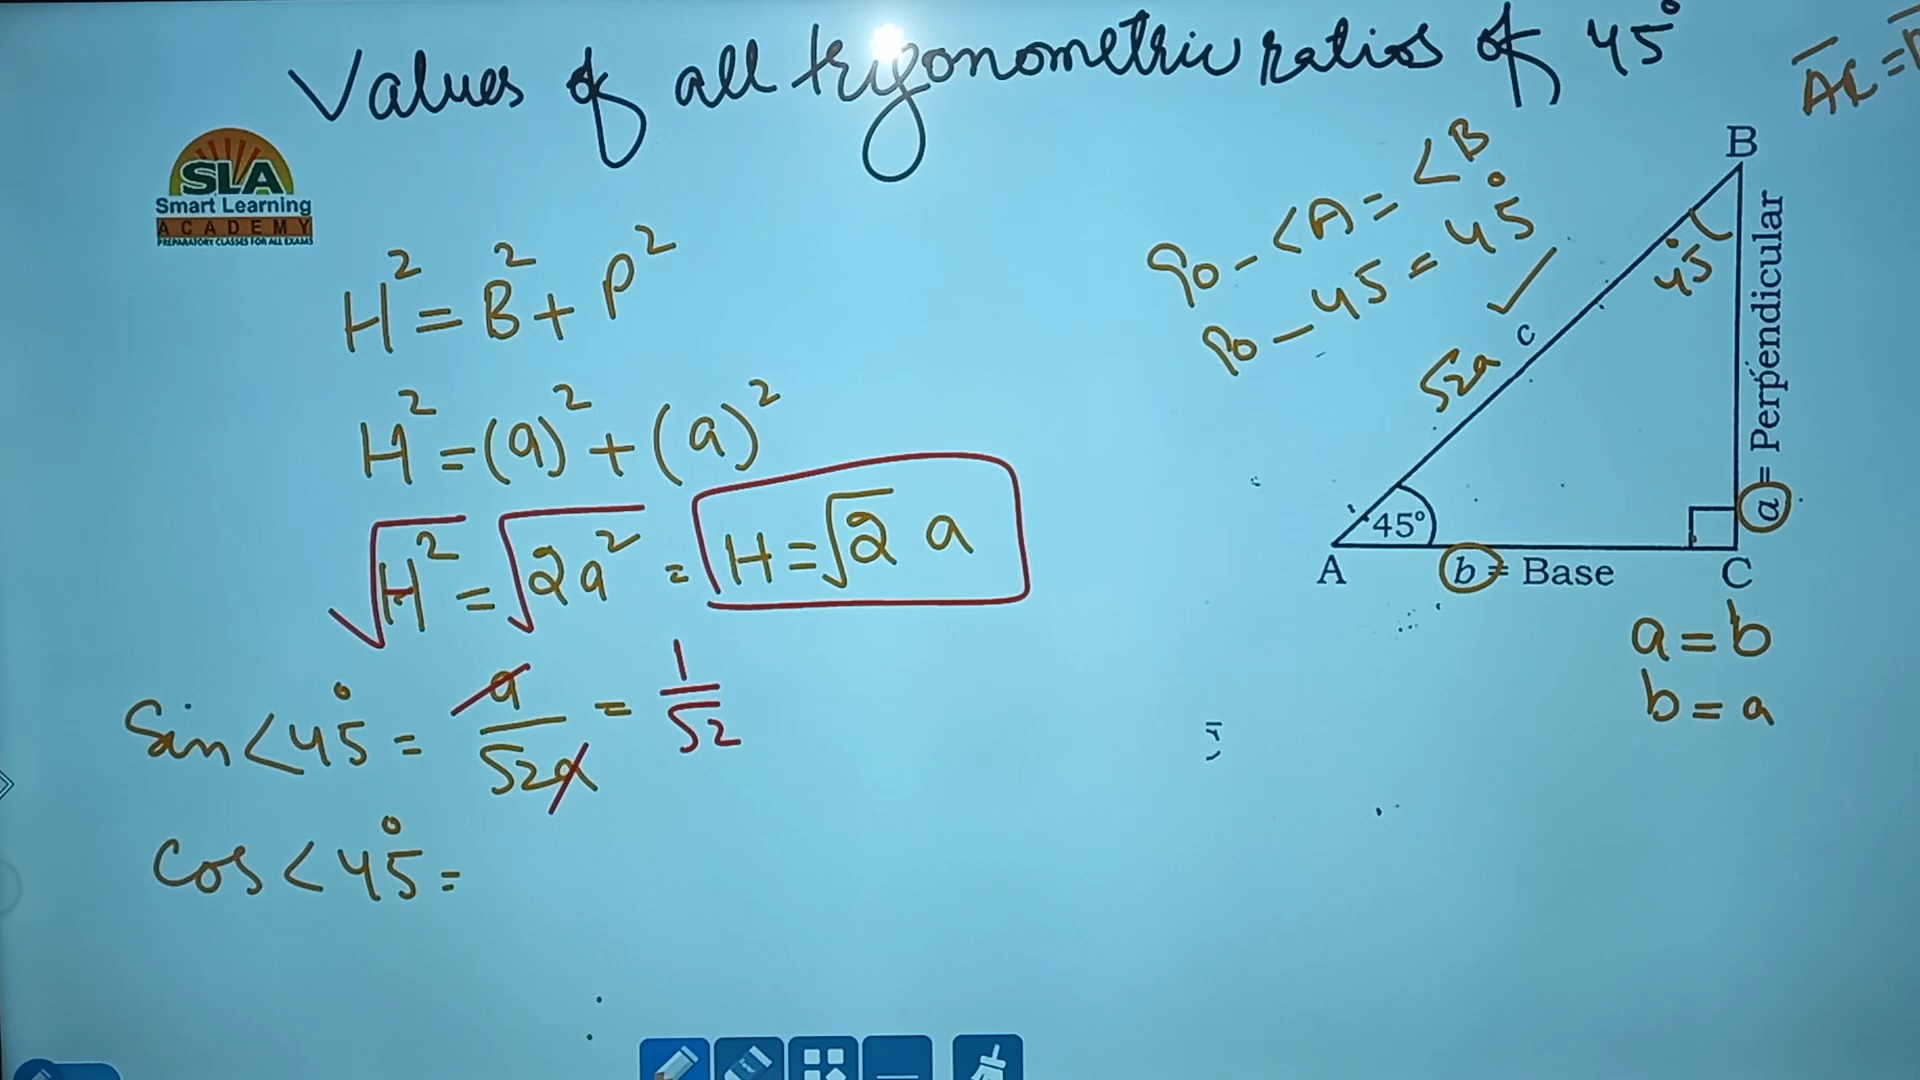 Values of all trigonometric ratios of 45°
SLA
Smart Learning
ACADEMY
PREPARATORY CLASSES FOR ALL EXAMS
H² = B² + P²
H² = (a)² + (a)²
√H² = √2a² = H = √2 a
Sin < 45° = a/√2a = 1/√2
Cos < 45° =
90 - <A = <B
90 - 45 = 45°
B
45°
c
√2a
a = Perpendicular
45°
A
b = Base
C
a = b
b = a